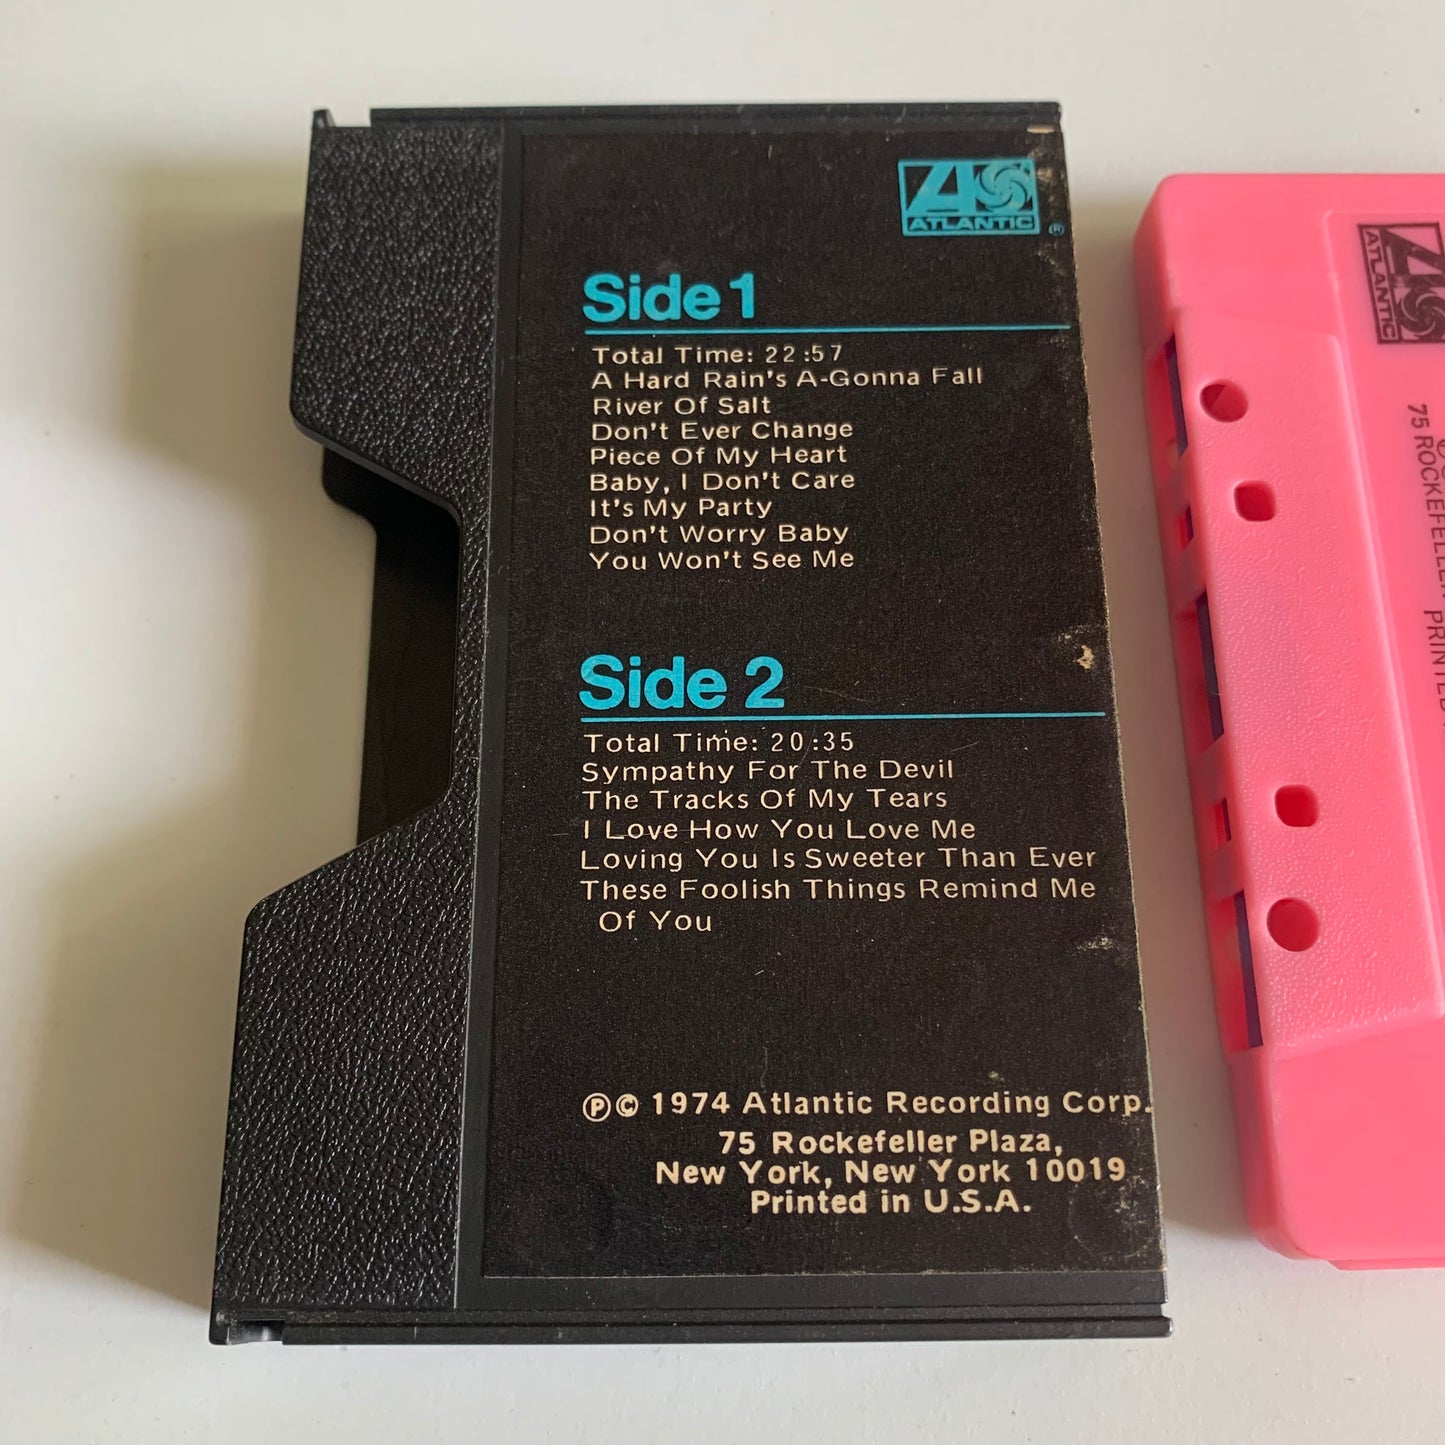 ATLANTIC
®
Side 1
Total Time: 22:57
A Hard Rain's A-Gonna Fall
River Of Salt
Don't Ever Change
Piece Of My Heart
Baby, I Don't Care
It's My Party
Don't Worry Baby
You Won't See Me
Side 2
Total Time: 20:35
Sympathy For The Devil
The Tracks Of My Tears
I Love How You Love Me
Loving You Is Sweeter Than Ever
These Foolish Things Remind Me
Of You
℗© 1974 Atlantic Recording Corp.
75 Rockefeller Plaza,
New York, New York 10019
Printed in U.S.A.
ATLANTIC
75 ROCKEFELLER
PRINTED